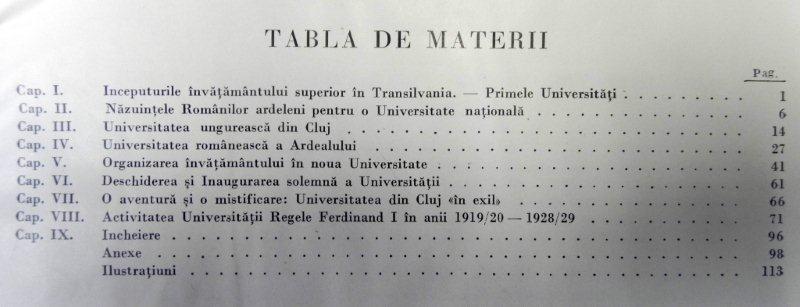 TABLA DE MATERII
Pag.
Cap. I. Inceputurile învățământului superior în Transilvania. — Primele Universități . . . . . . . . 1
Cap. II. Năzuințele Românilor ardeleni pentru o Universitate națională . . . . . . . . . . . . 6
Cap. III. Universitatea ungurească din Cluj . . . . . . . . . . . . . . . . . . . . . 14
Cap. IV. Universitatea românească a Ardealului . . . . . . . . . . . . . . . . . . . . 27
Cap. V. Organizarea învățământului în noua Universitate . . . . . . . . . . . . . . . . 41
Cap. VI. Deschiderea și Inaugurarea solemnă a Universității . . . . . . . . . . . . . . . 61
Cap. VII. O aventură și o mistificare: Universitatea din Cluj «în exil» . . . . . . . . . . . . 66
Cap. VIII. Activitatea Universității Regele Ferdinand I în anii 1919/20 — 1928/29 . . . . . . . . 71
Cap. IX. Incheiere . . . . . . . . . . . . . . . . . . . . . . . . . . . . . . 96
Anexe . . . . . . . . . . . . . . . . . . . . . . . . . . . . . . . . 98
Ilustrațiuni . . . . . . . . . . . . . . . . . . . . . . . . . . . . . . 113